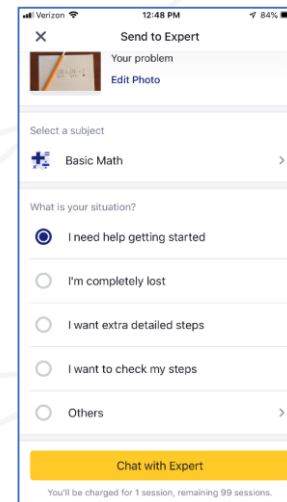 Verizon 12:48 PM 84%
Send to Expert
Your problem
Edit Photo
Select a subject
Basic Math
What is your situation?
I need help getting started
I'm completely lost
I want extra detailed steps
I want to check my steps
Others
Chat with Expert
You'll be charged for 1 session, remaining 99 sessions.